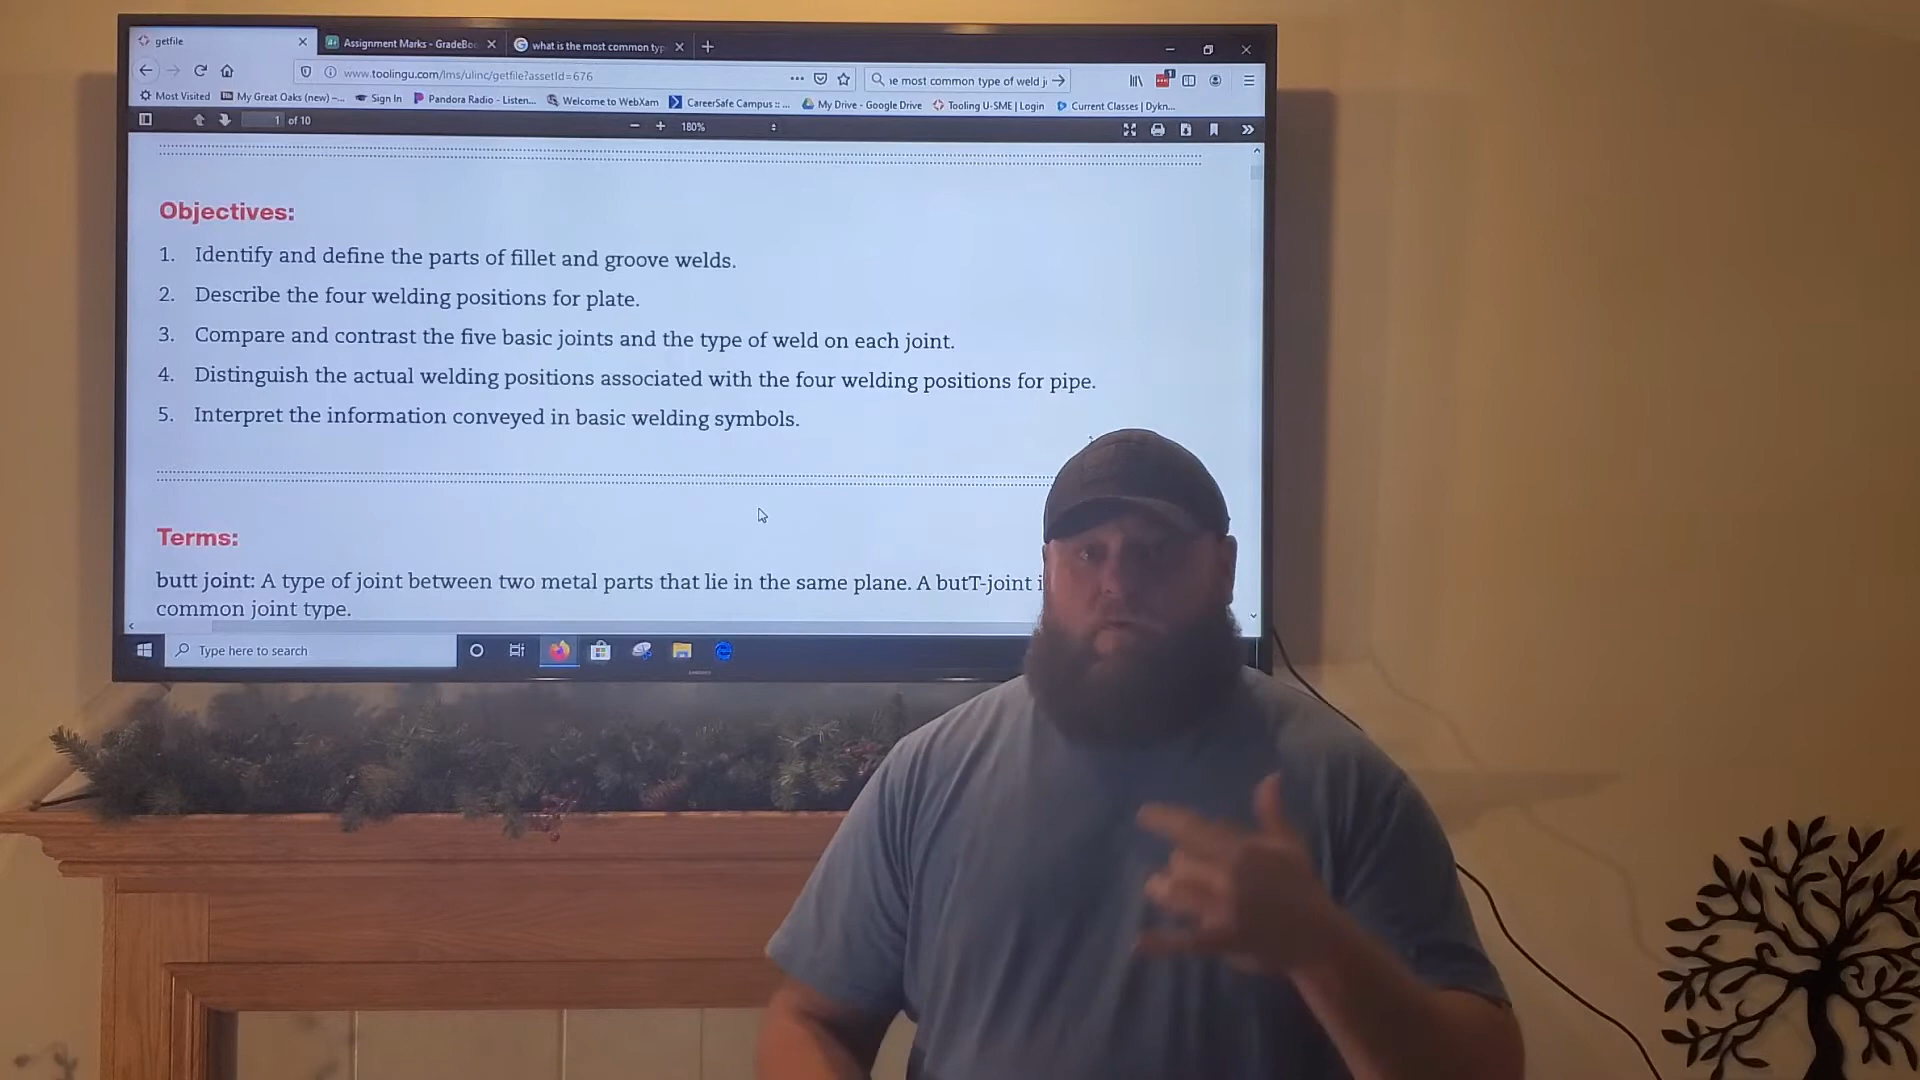 getfile
Assignment Marks - GradeBo
what is the most common typ
www.toolingu.com/lms/ulinc/getfile?assetId=676
e most common type of weld j
Most Visited
My Great Oaks (new) –...
Sign In
Pandora Radio - Listen...
Welcome to WebXam
CareerSafe Campus :: ...
My Drive - Google Drive
Tooling U-SME | Login
Current Classes | Dykn...
1 of 10
180%
Objectives:
1. Identify and define the parts of fillet and groove welds.
2. Describe the four welding positions for plate.
3. Compare and contrast the five basic joints and the type of weld on each joint.
4. Distinguish the actual welding positions associated with the four welding positions for pipe.
5. Interpret the information conveyed in basic welding symbols.
Terms:
butt joint: A type of joint between two metal parts that lie in the same plane. A butT-joint i
common joint type.
Type here to search
SAMSUNG